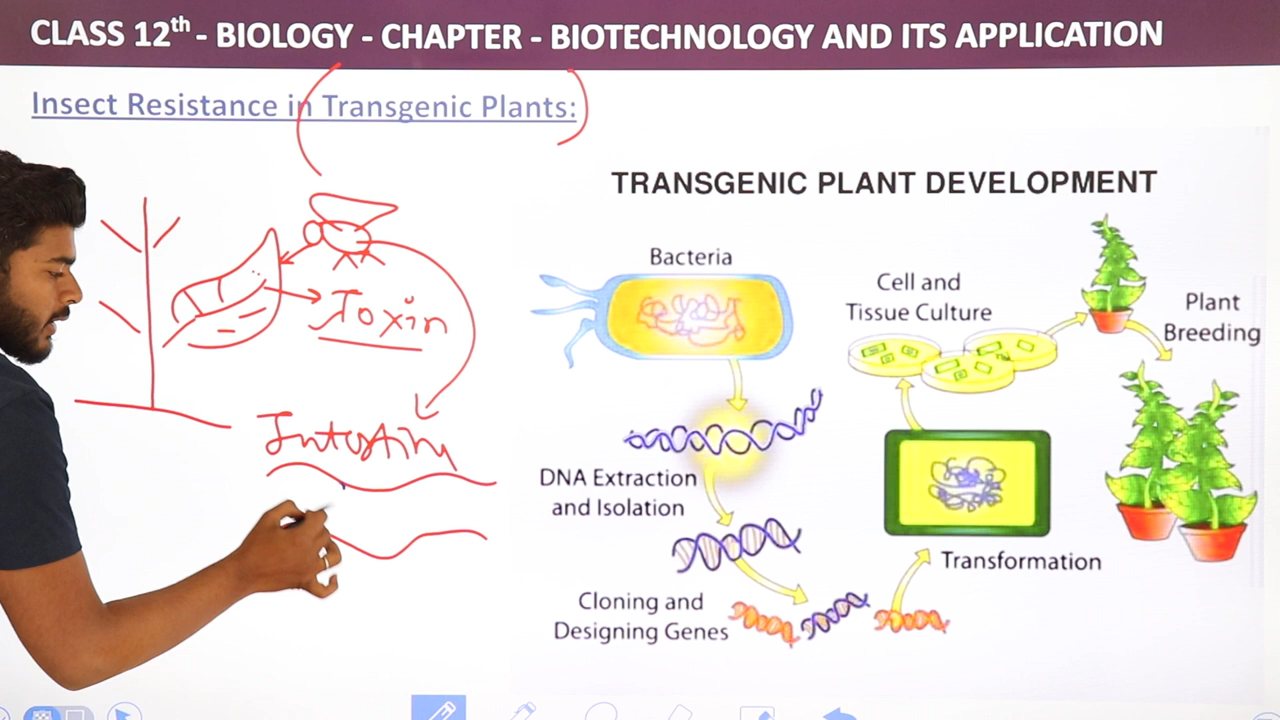 CLASS 12th - BIOLOGY - CHAPTER - BIOTECHNOLOGY AND ITS APPLICATION
Insect Resistance in Transgenic Plants:
Toxin
TRANSGENIC PLANT DEVELOPMENT
Bacteria
DNA Extraction
and Isolation
Cloning and
Designing Genes
Transformation
Cell and
Tissue Culture
Plant
Breeding